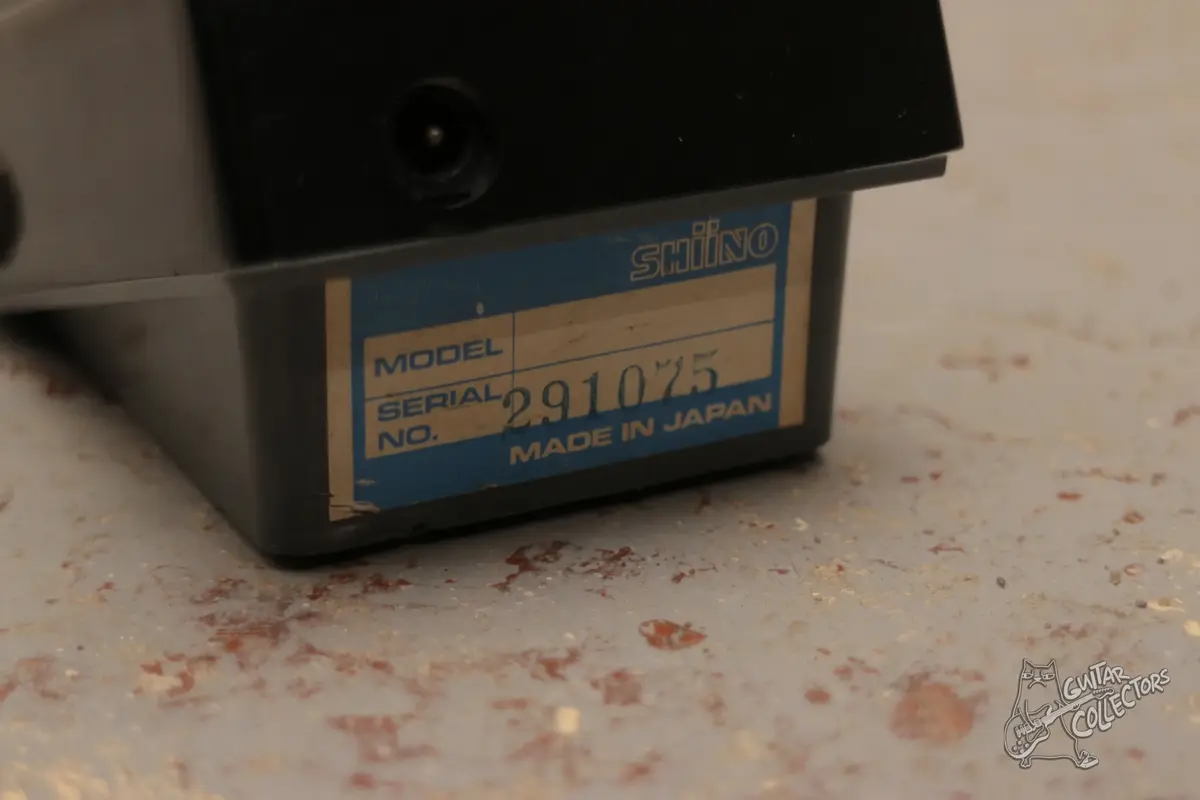 SHiiNO
MODEL
SERIAL
NO. 291075
MADE IN JAPAN
GUITAR
COLLECTORS